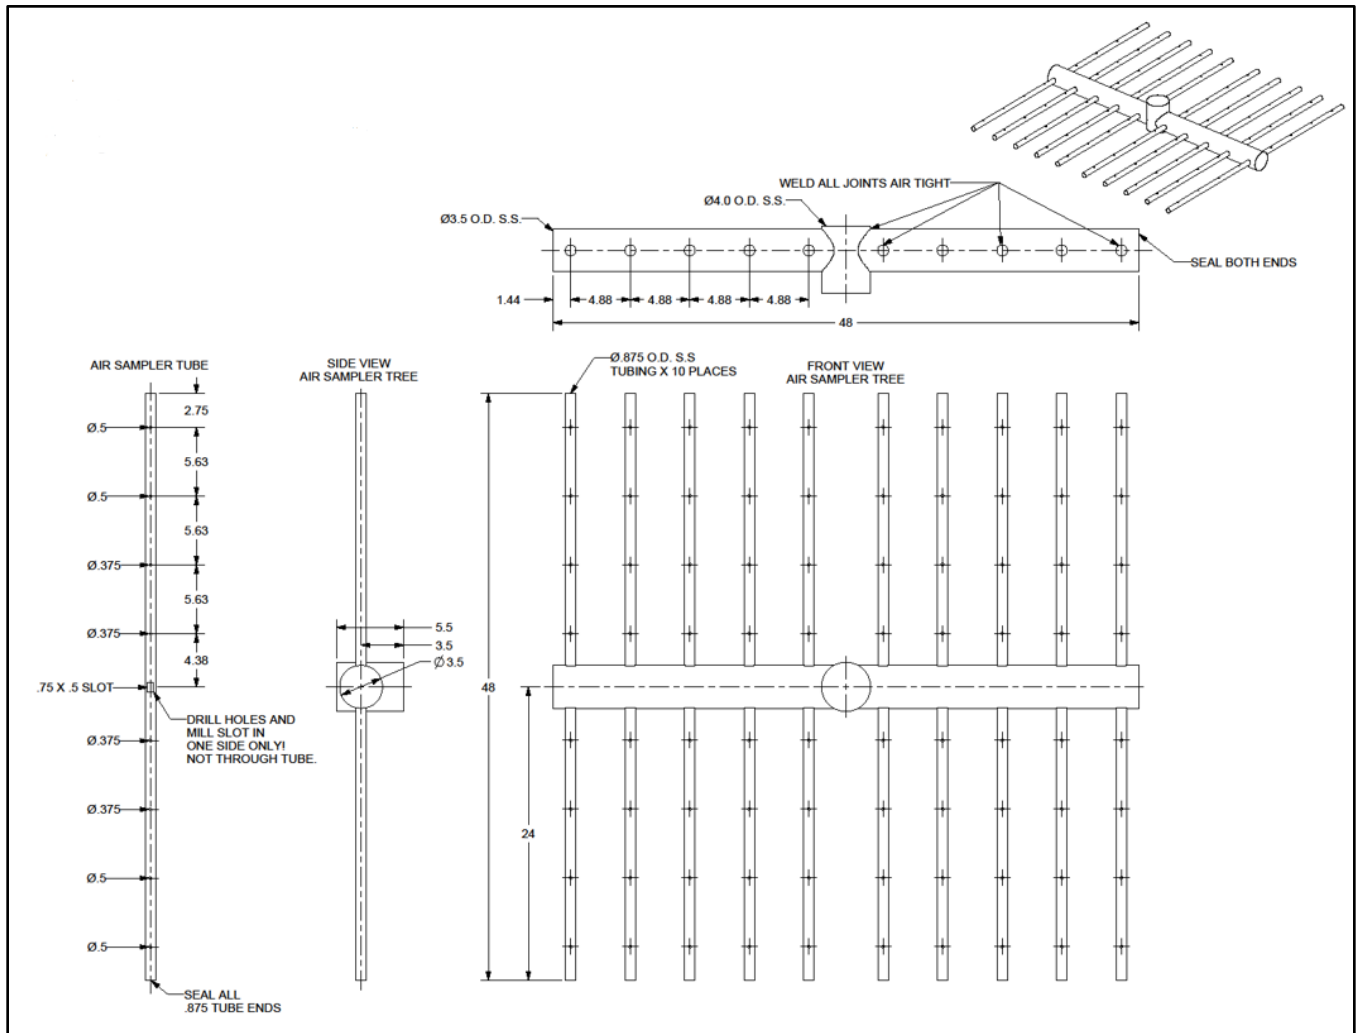 WELD ALL JOINTS AIR TIGHT
Ø4.0 O.D. S.S.
Ø3.5 O.D. S.S.
SEAL BOTH ENDS
1.44
4.88
4.88
4.88
4.88
48
AIR SAMPLER TUBE
2.75
Ø.5
5.63
Ø.5
5.63
Ø.375
5.63
Ø.375
4.38
.75 X .5 SLOT
DRILL HOLES AND
MILL SLOT IN
ONE SIDE ONLY!
NOT THROUGH TUBE.
Ø.375
Ø.375
Ø.5
Ø.5
SEAL ALL
.875 TUBE ENDS
SIDE VIEW
AIR SAMPLER TREE
5.5
3.5
Ø3.5
Ø.875 O.D. S.S
TUBING X 10 PLACES
FRONT VIEW
AIR SAMPLER TREE
48
24